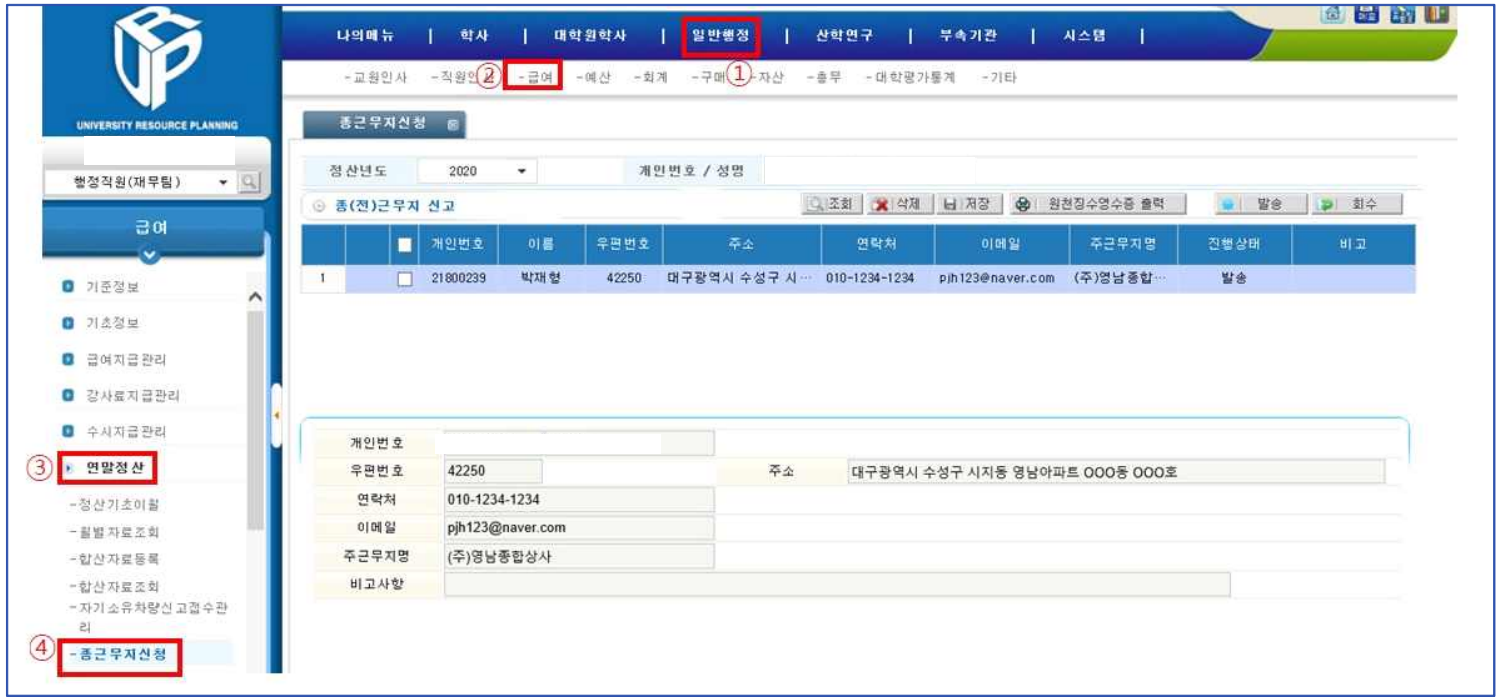 나의메뉴 | 학사 | 대학원학사 | 일반행정 | 산학연구 | 부속기관 | 시스템 |
-교원인사 -직원인 ② -급여 -예산 -회계 -구매 ① -자산 -총무 -대학평가통계 -기타
URP
UNIVERSITY RESOURCE PLANNING
행정직원(재무팀)
급여
기준정보
기초정보
급여지급관리
강사료지급관리
수시지급관리
③ 연말정산
-정산기초이월
-월별자료조회
-합산자료등록
-합산자료조회
-자기소유차량신고접수관
리
④ -종근무지신청
종근무지신청
정산년도 2020 개인번호 / 성명
종(전)근무지 신고 조회 삭제 저장 원천징수영수증 출력 발송 회수
개인번호 이름 우편번호 주소 연락처 이메일 주근무지명 진행상태 비고
1 21800239 박재형 42250 대구광역시 수성구 시… 010-1234-1234 pjh123@naver.com (주)영남종합… 발송
개인번호
우편번호 42250 주소 대구광역시 수성구 시지동 영남아파트 OOO동 OOO호
연락처 010-1234-1234
이메일 pjh123@naver.com
주근무지명 (주)영남종합상사
비고사항